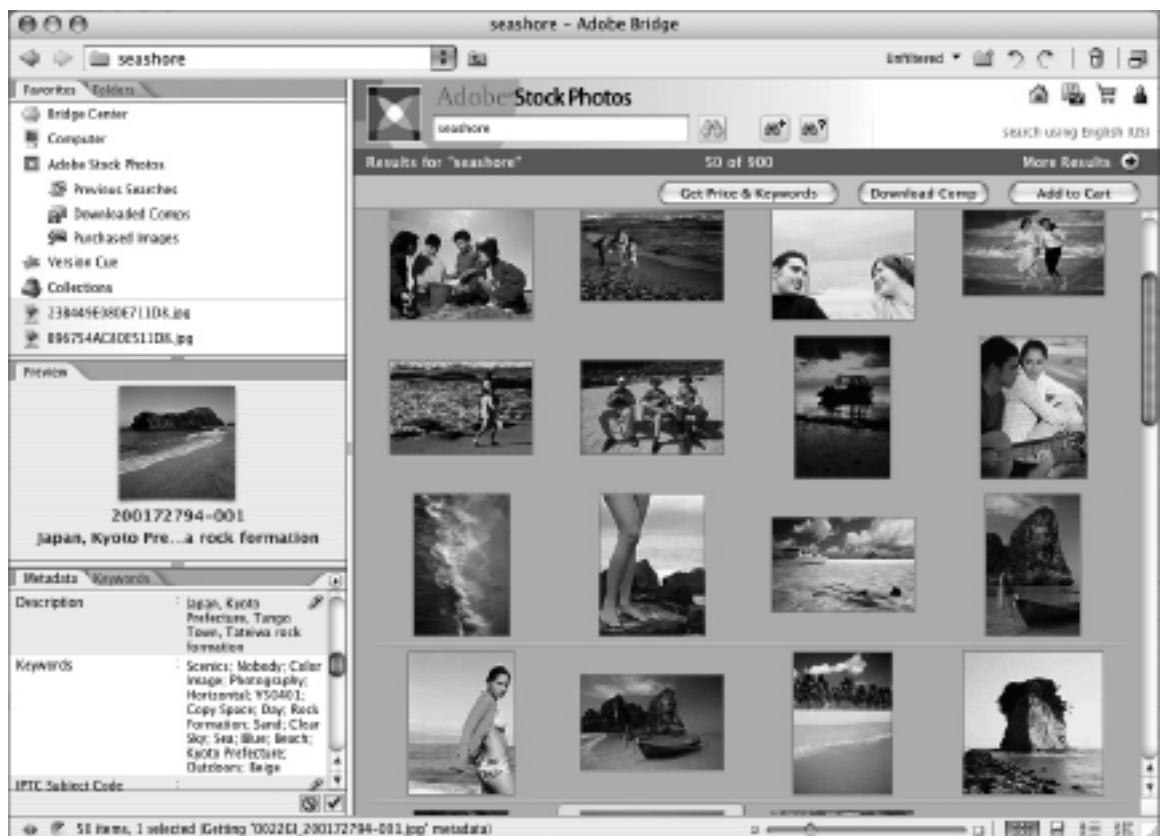 seashore – Adobe Bridge
seashore
Unfiltered
Favorites Folders
Bridge Center
Computer
Adobe Stock Photos
Previous Searches
Downloaded Comps
Purchased Images
Version Cue
Collections
238449E080E711D8.jpg
896754AC80E511D8.jpg
Preview
200172794-001
Japan, Kyoto Pre...a rock formation
Metadata Keywords
Description : Japan, Kyoto
Prefecture, Tango
Town, Tateiwa rock
formation
Keywords : Scenics; Nobody; Color
Image; Photography;
Horizontal; YS0401;
Copy Space; Day; Rock
Formation; Sand; Clear
Sky; Sea; Blue; Beach;
Kyoto Prefecture;
Outdoors; Beige
IPTC Subject Code :
Adobe Stock Photos
seashore
search using English (US)
Results for "seashore" 50 of 900 More Results
Get Price & Keywords Download Comp Add to Cart
50 items, 1 selected (Getting "0022GJ_200172794-001.jpg" metadata)